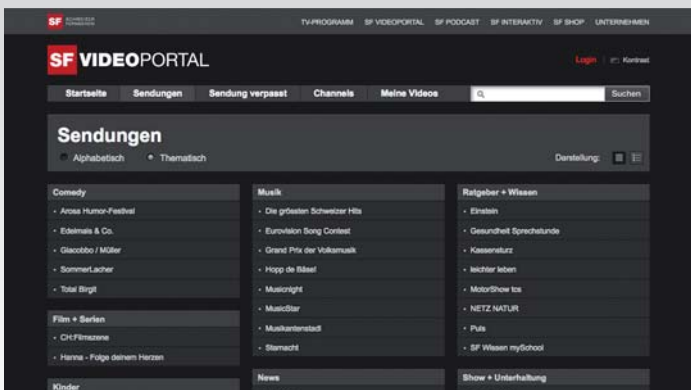 SF SCHWEIZER FERNSEHEN
TV-PROGRAMM SF VIDEOPORTAL SF PODCAST SF INTERAKTIV SF SHOP UNTERNEHMEN
SF VIDEOPORTAL
Login Kontrast
Startseite Sendungen Sendung verpasst Channels Meine Videos Suchen
Sendungen
Alphabetisch Thematisch Darstellung:
Comedy
• Arosa Humor-Festival
• Edelmais & Co.
• Giacobbo / Müller
• SommerLacher
• Total Birgit
Film + Serien
• CH:Filmszene
• Hanna - Folge deinem Herzen
Kinder
Musik
• Die grössten Schweizer Hits
• Eurovision Song Contest
• Grand Prix der Volksmusik
• Hopp de Bäse!
• Musicnight
• MusicStar
• Musikantenstadl
• Sternacht
News
Ratgeber + Wissen
• Einstein
• Gesundheit Sprechstunde
• Kassensturz
• leichter leben
• MotorShow tcs
• NETZ NATUR
• Puls
• SF Wissen mySchool
Show + Unterhaltung